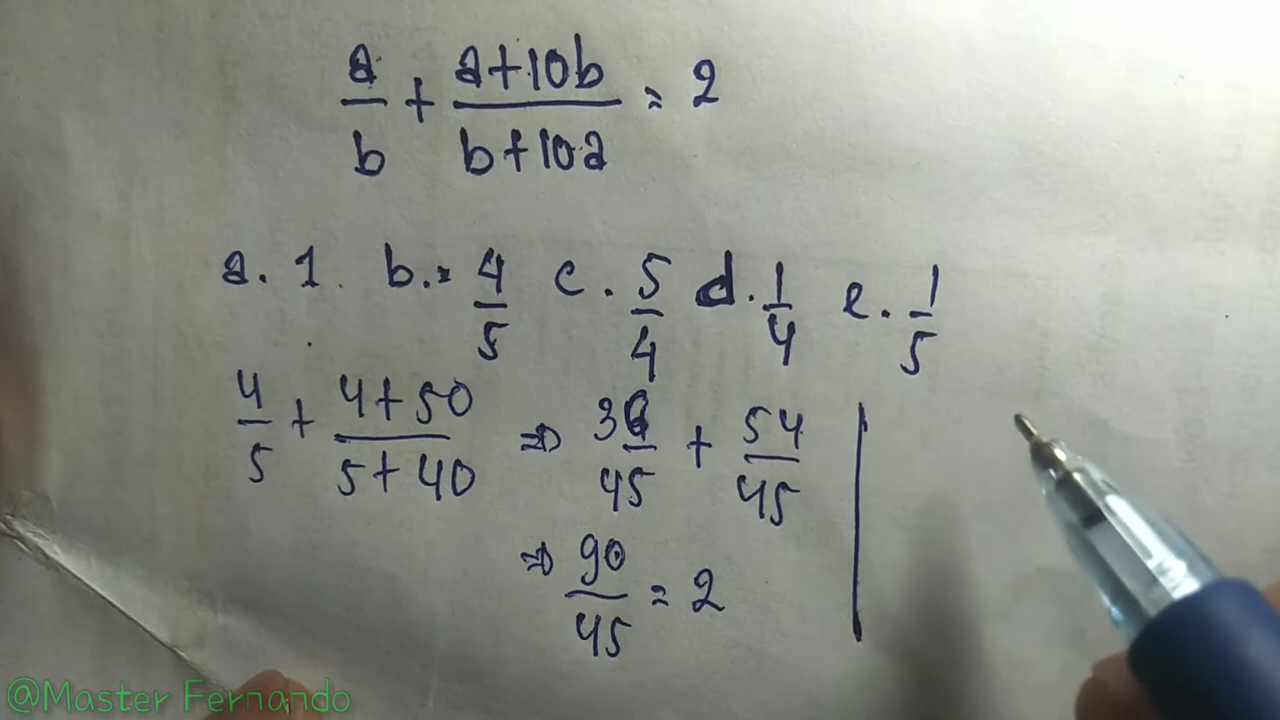 a/b + (a+10b)/(b+10a) = 2
a. 1. b. 4/5 c. 5/4 d. 1/4 e. 1/5
4/5 + (4+50)/(5+40) ⇒ 36/45 + 54/45
⇒ 90/45 = 2
@Master Fernando